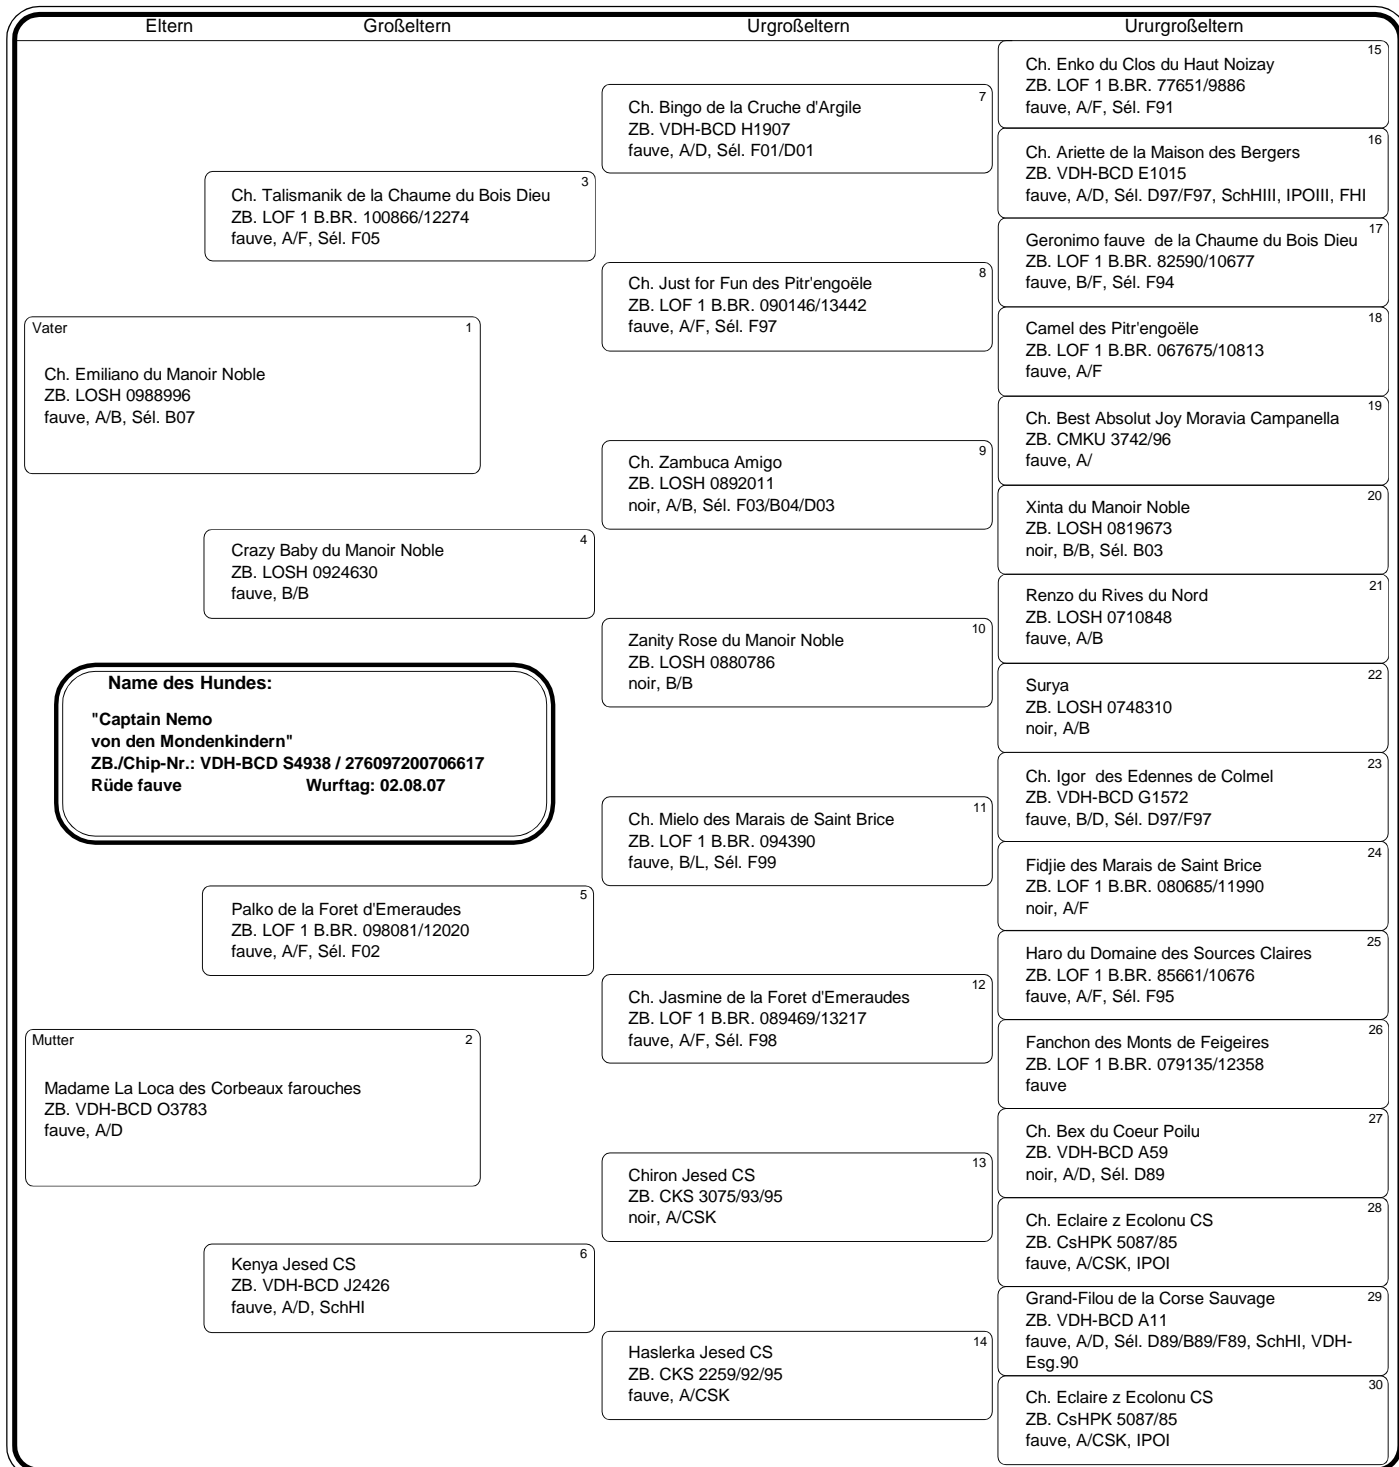 Eltern Großeltern Urgroßeltern Ururgroßeltern
Vater 1
Ch. Emiliano du Manoir Noble
ZB. LOSH 0988996
fauve, A/B, Sél. B07
Name des Hundes:
"Captain Nemo
von den Mondenkindern"
ZB./Chip-Nr.: VDH-BCD S4938 / 276097200706617
Rüde fauve Wurftag: 02.08.07
Mutter 2
Madame La Loca des Corbeaux farouches
ZB. VDH-BCD O3783
fauve, A/D
3
Ch. Talismanik de la Chaume du Bois Dieu
ZB. LOF 1 B.BR. 100866/12274
fauve, A/F, Sél. F05
4
Crazy Baby du Manoir Noble
ZB. LOSH 0924630
fauve, B/B
5
Palko de la Foret d'Emeraudes
ZB. LOF 1 B.BR. 098081/12020
fauve, A/F, Sél. F02
6
Kenya Jesed CS
ZB. VDH-BCD J2426
fauve, A/D, SchHI
7
Ch. Bingo de la Cruche d'Argile
ZB. VDH-BCD H1907
fauve, A/D, Sél. F01/D01
8
Ch. Just for Fun des Pitr'engoële
ZB. LOF 1 B.BR. 090146/13442
fauve, A/F, Sél. F97
9
Ch. Zambuca Amigo
ZB. LOSH 0892011
noir, A/B, Sél. F03/B04/D03
10
Zanity Rose du Manoir Noble
ZB. LOSH 0880786
noir, B/B
11
Ch. Mielo des Marais de Saint Brice
ZB. LOF 1 B.BR. 094390
fauve, B/L, Sél. F99
12
Ch. Jasmine de la Foret d'Emeraudes
ZB. LOF 1 B.BR. 089469/13217
fauve, A/F, Sél. F98
13
Chiron Jesed CS
ZB. CKS 3075/93/95
noir, A/CSK
14
Haslerka Jesed CS
ZB. CKS 2259/92/95
fauve, A/CSK
15
Ch. Enko du Clos du Haut Noizay
ZB. LOF 1 B.BR. 77651/9886
fauve, A/F, Sél. F91
16
Ch. Ariette de la Maison des Bergers
ZB. VDH-BCD E1015
fauve, A/D, Sél. D97/F97, SchHIII, IPOIII, FHI
17
Geronimo fauve de la Chaume du Bois Dieu
ZB. LOF 1 B.BR. 82590/10677
fauve, B/F, Sél. F94
18
Camel des Pitr'engoële
ZB. LOF 1 B.BR. 067675/10813
fauve, A/F
19
Ch. Best Absolut Joy Moravia Campanella
ZB. CMKU 3742/96
fauve, A/
20
Xinta du Manoir Noble
ZB. LOSH 0819673
noir, B/B, Sél. B03
21
Renzo du Rives du Nord
ZB. LOSH 0710848
fauve, A/B
22
Surya
ZB. LOSH 0748310
noir, A/B
23
Ch. Igor des Edennes de Colmel
ZB. VDH-BCD G1572
fauve, B/D, Sél. D97/F97
24
Fidjie des Marais de Saint Brice
ZB. LOF 1 B.BR. 080685/11990
noir, A/F
25
Haro du Domaine des Sources Claires
ZB. LOF 1 B.BR. 85661/10676
fauve, A/F, Sél. F95
26
Fanchon des Monts de Feigeires
ZB. LOF 1 B.BR. 079135/12358
fauve
27
Ch. Bex du Coeur Poilu
ZB. VDH-BCD A59
noir, A/D, Sél. D89
28
Ch. Eclaire z Ecolonu CS
ZB. CsHPK 5087/85
fauve, A/CSK, IPOI
29
Grand-Filou de la Corse Sauvage
ZB. VDH-BCD A11
fauve, A/D, Sél. D89/B89/F89, SchHI, VDH-
Esg.90
30
Ch. Eclaire z Ecolonu CS
ZB. CsHPK 5087/85
fauve, A/CSK, IPOI